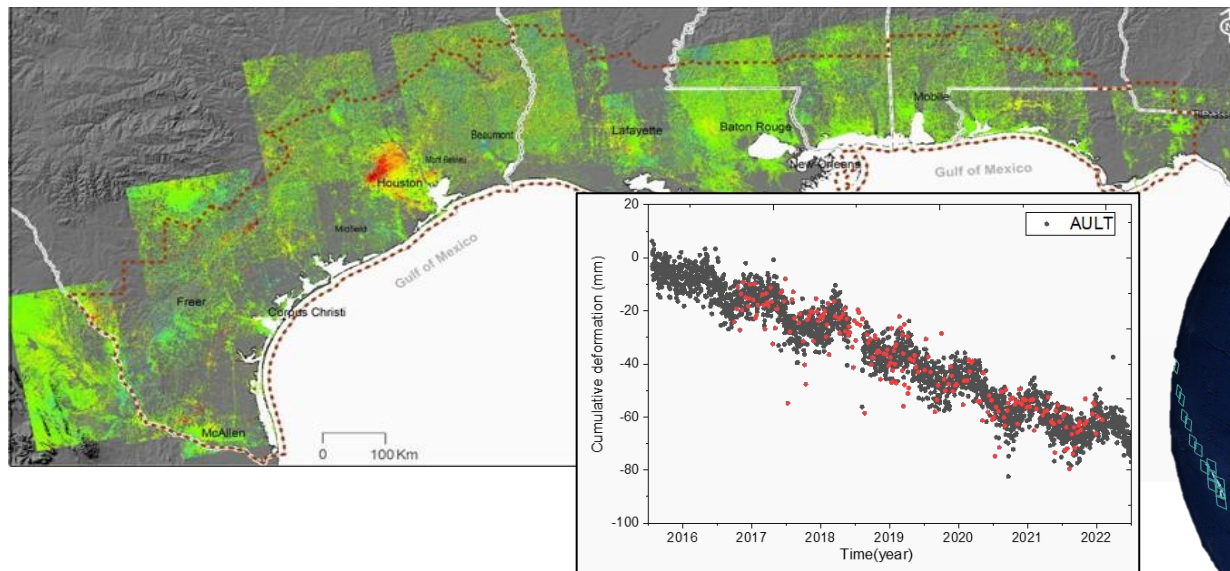 Mobile
Beaumont
Lafayette
Baton Rouge
New Orleans
Houston
Gulf of Mexico
Midfield
Gulf of Mexico
Freer
Corpus Christi
McAllen
0 100 Km
AULT
20
0
-20
-40
-60
-80
-100
Cumulative deformation (mm)
2016 2017 2018 2019 2020 2021 2022
Time(year)